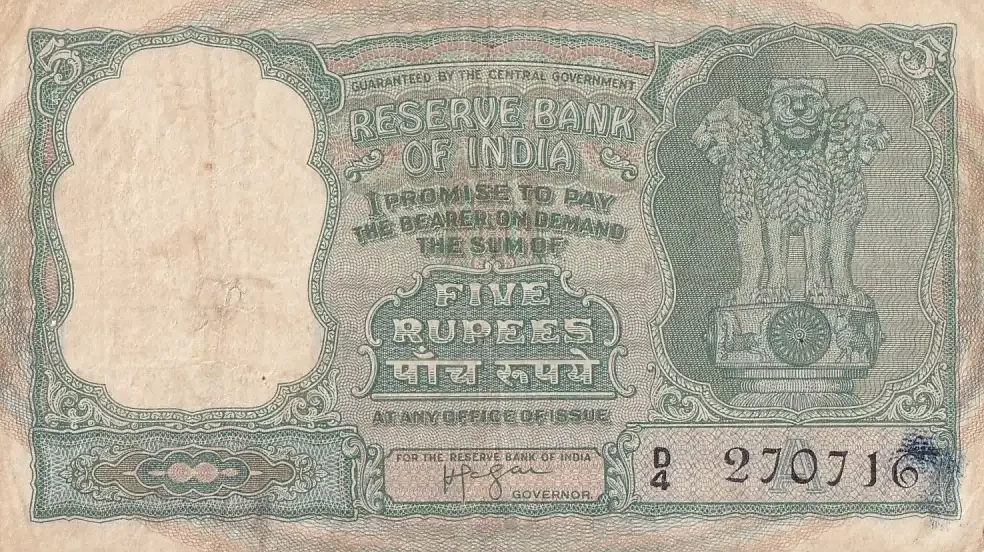 5 5
GUARANTEED BY THE CENTRAL GOVERNMENT
RESERVE BANK
OF INDIA
I PROMISE TO PAY
THE BEARER ON DEMAND
THE SUM OF
FIVE
RUPEES
पाँच रूपये
AT ANY OFFICE OF ISSUE
FOR THE RESERVE BANK OF INDIA
GOVERNOR.
D/4 270716
A